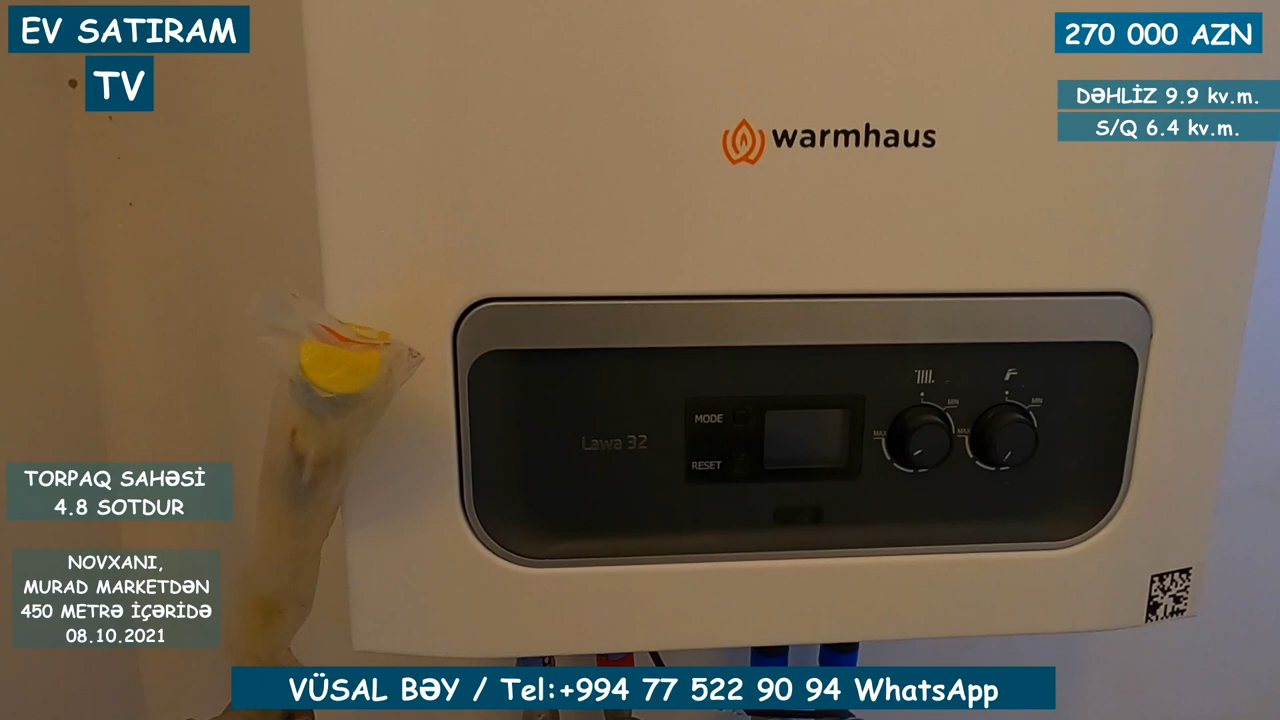 EV SATIRAM
TV
270 000 AZN
DƏHLİZ 9.9 kv.m.
S/Q 6.4 kv.m.
warmhaus
Lawa 32
MODE
RESET
MIN
MAX
MIN
MAX
TORPAQ SAHƏSİ
4.8 SOTDUR
NOVXANI,
MURAD MARKETDƏN
450 METRƏ İÇƏRİDƏ
08.10.2021
VÜSAL BƏY / Tel:+994 77 522 90 94 WhatsApp